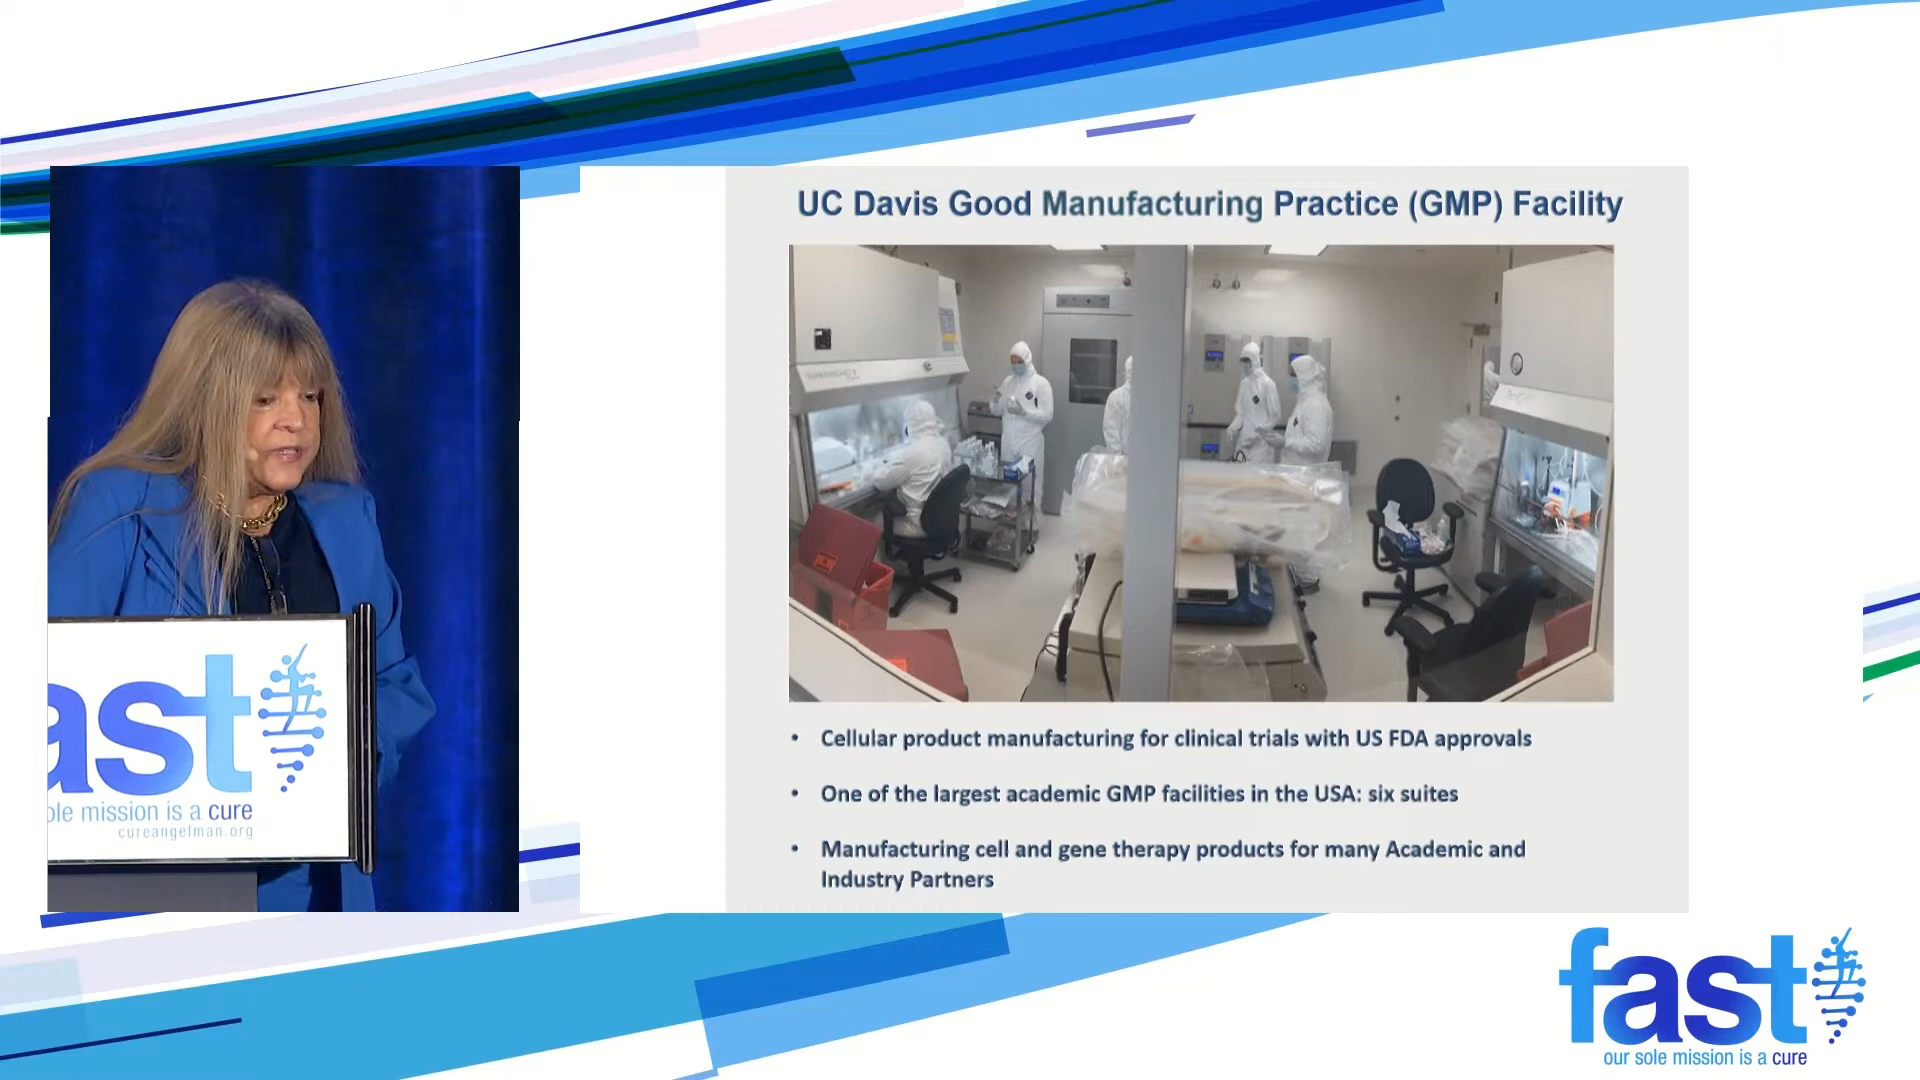 UC Davis Good Manufacturing Practice (GMP) Facility
• Cellular product manufacturing for clinical trials with US FDA approvals
• One of the largest academic GMP facilities in the USA: six suites
• Manufacturing cell and gene therapy products for many Academic and
Industry Partners
ast
ole mission is a cure
cureangelman.org
fast
our sole mission is a cure